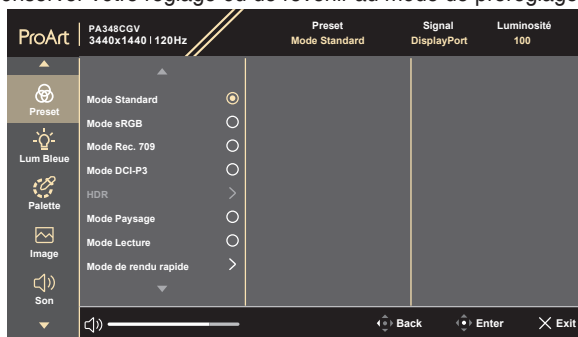 onserver votre réglage ou de revenir au mode de préréglage
ProArt
PA348CGV
3440x1440 | 120Hz
Preset
Mode Standard
Signal
DisplayPort
Luminosité
100
Preset
Lum Bleue
Palette
Image
Son
Mode Standard
Mode sRGB
Mode Rec. 709
Mode DCI-P3
HDR
Mode Paysage
Mode Lecture
Mode de rendu rapide
Back
Enter
Exit